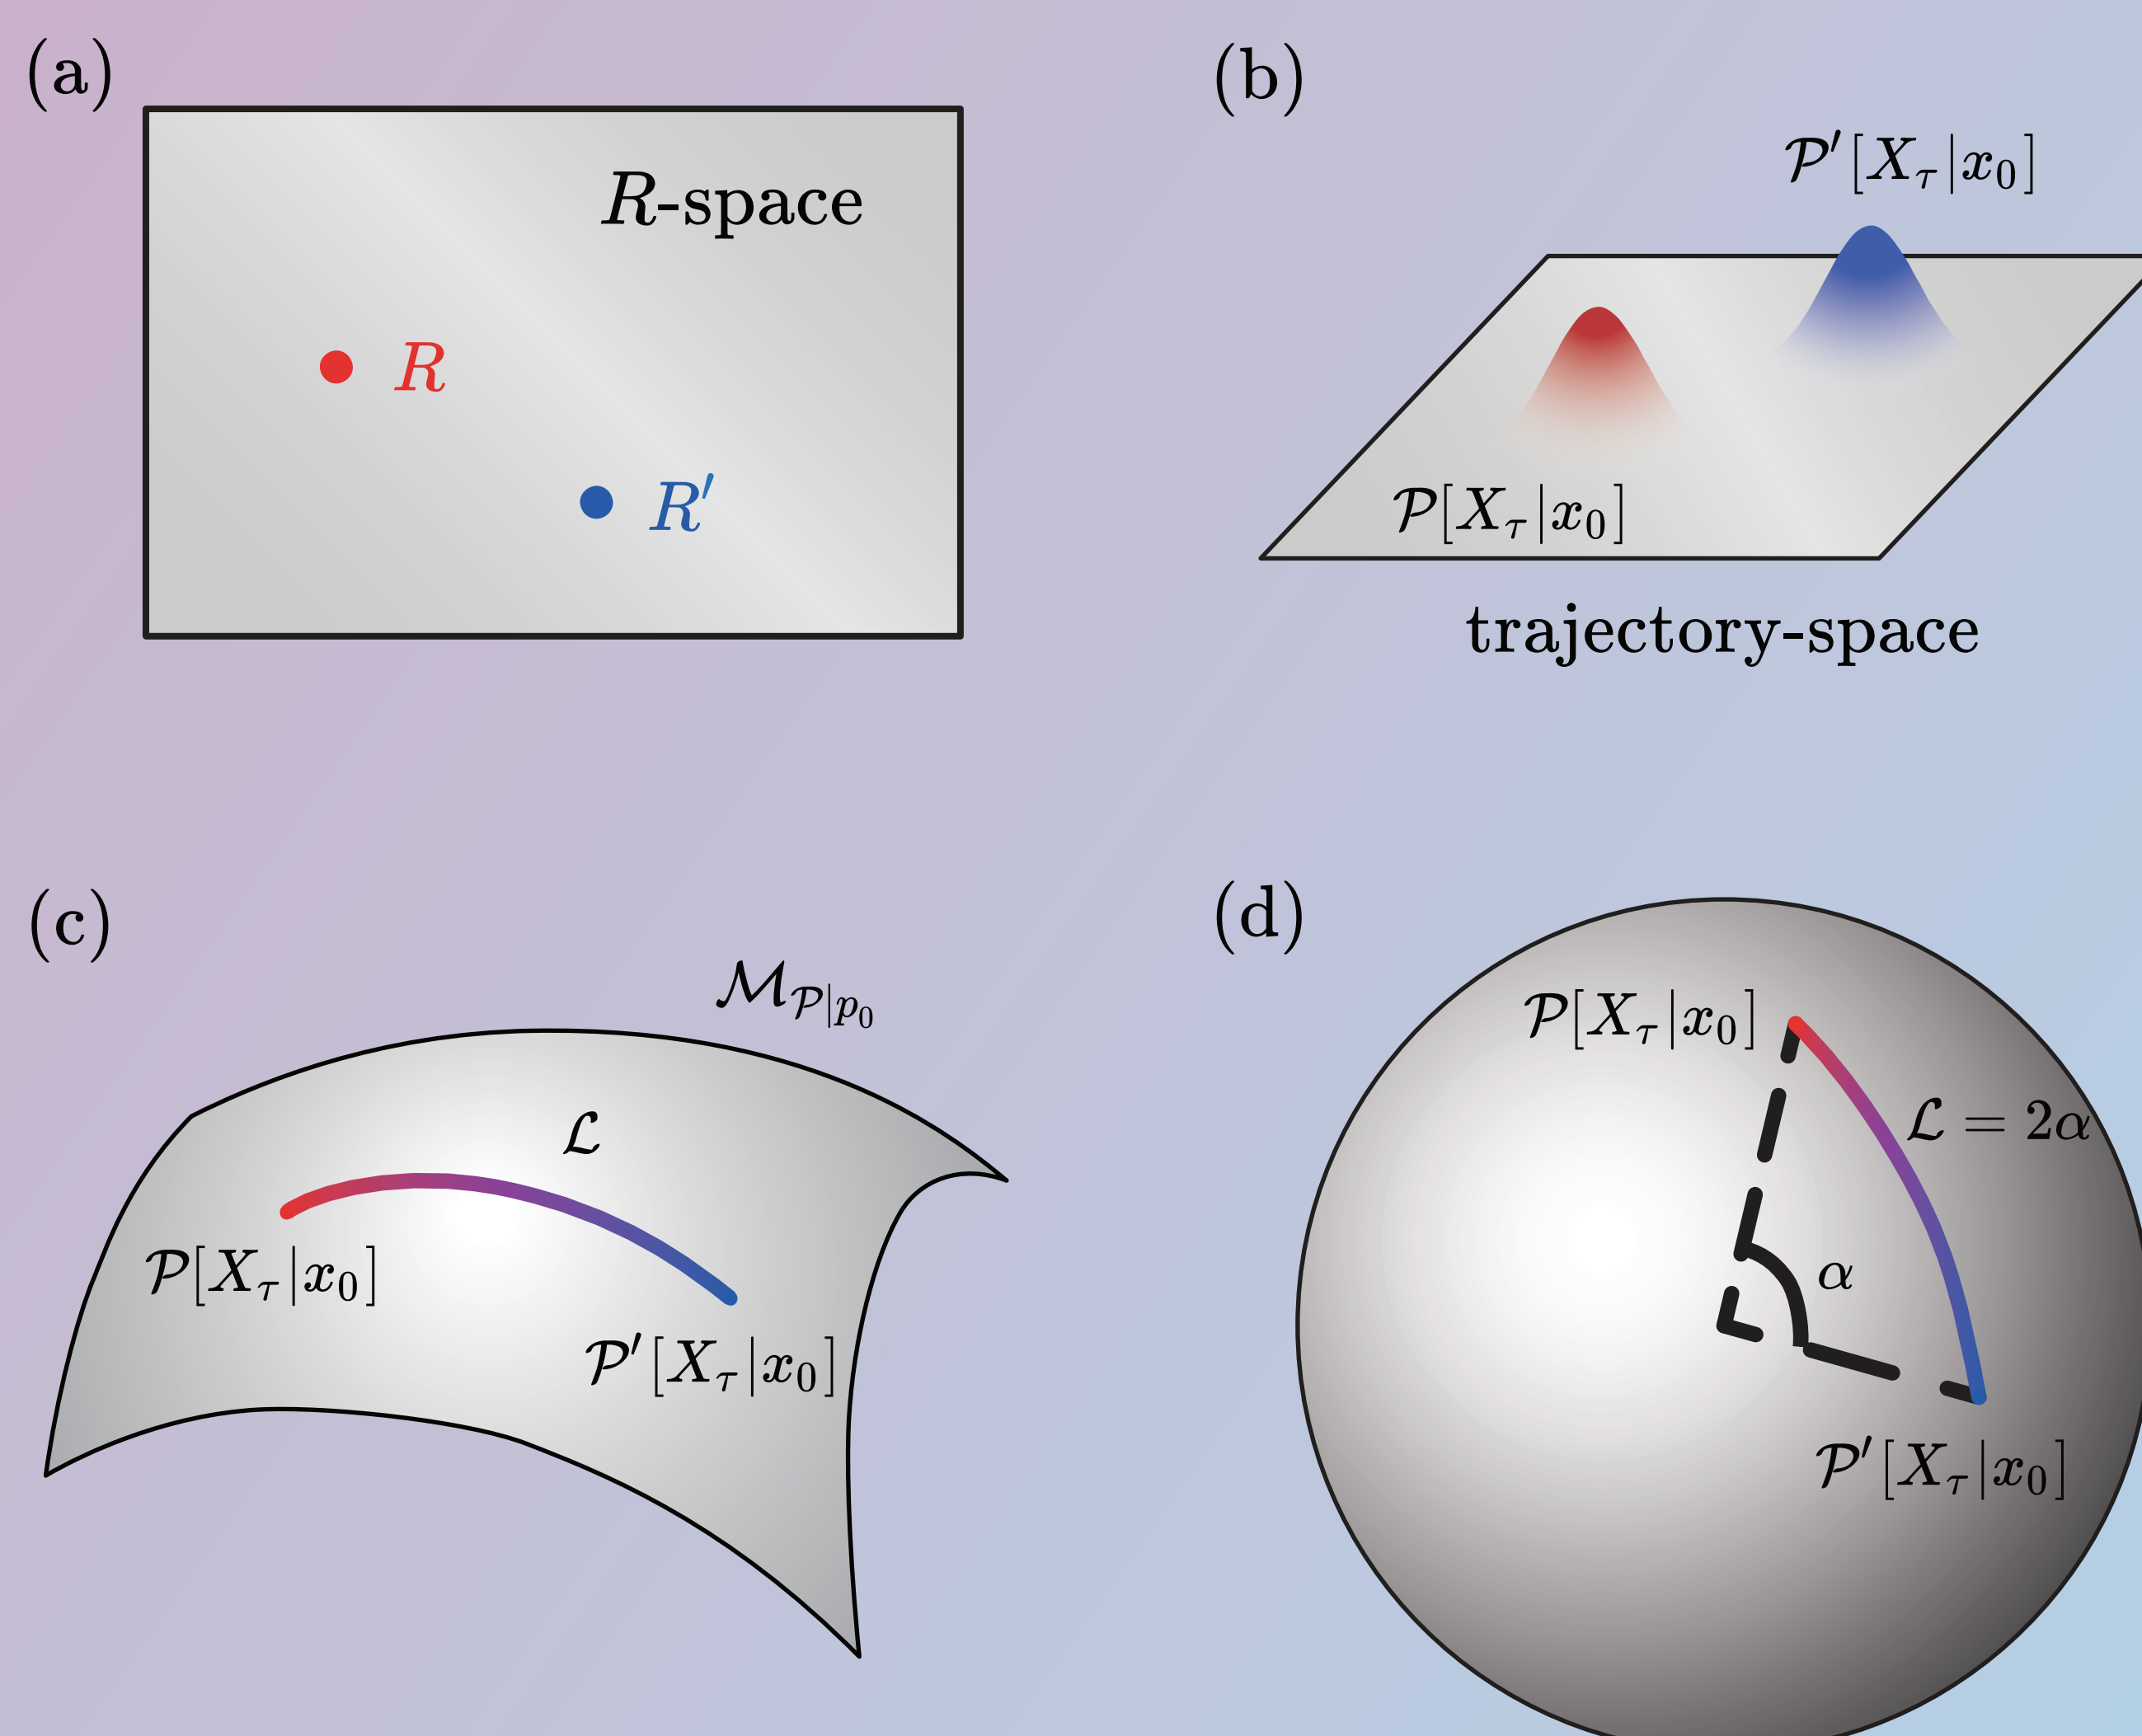 (a)
R-space
R
R′
(b)
𝒫′[X_τ|x_0]
𝒫[X_τ|x_0]
trajectory-space
(c)
ℳ_{𝒫|p_0}
ℒ
𝒫[X_τ|x_0]
𝒫′[X_τ|x_0]
(d)
𝒫[X_τ|x_0]
ℒ = 2α
α
𝒫′[X_τ|x_0]